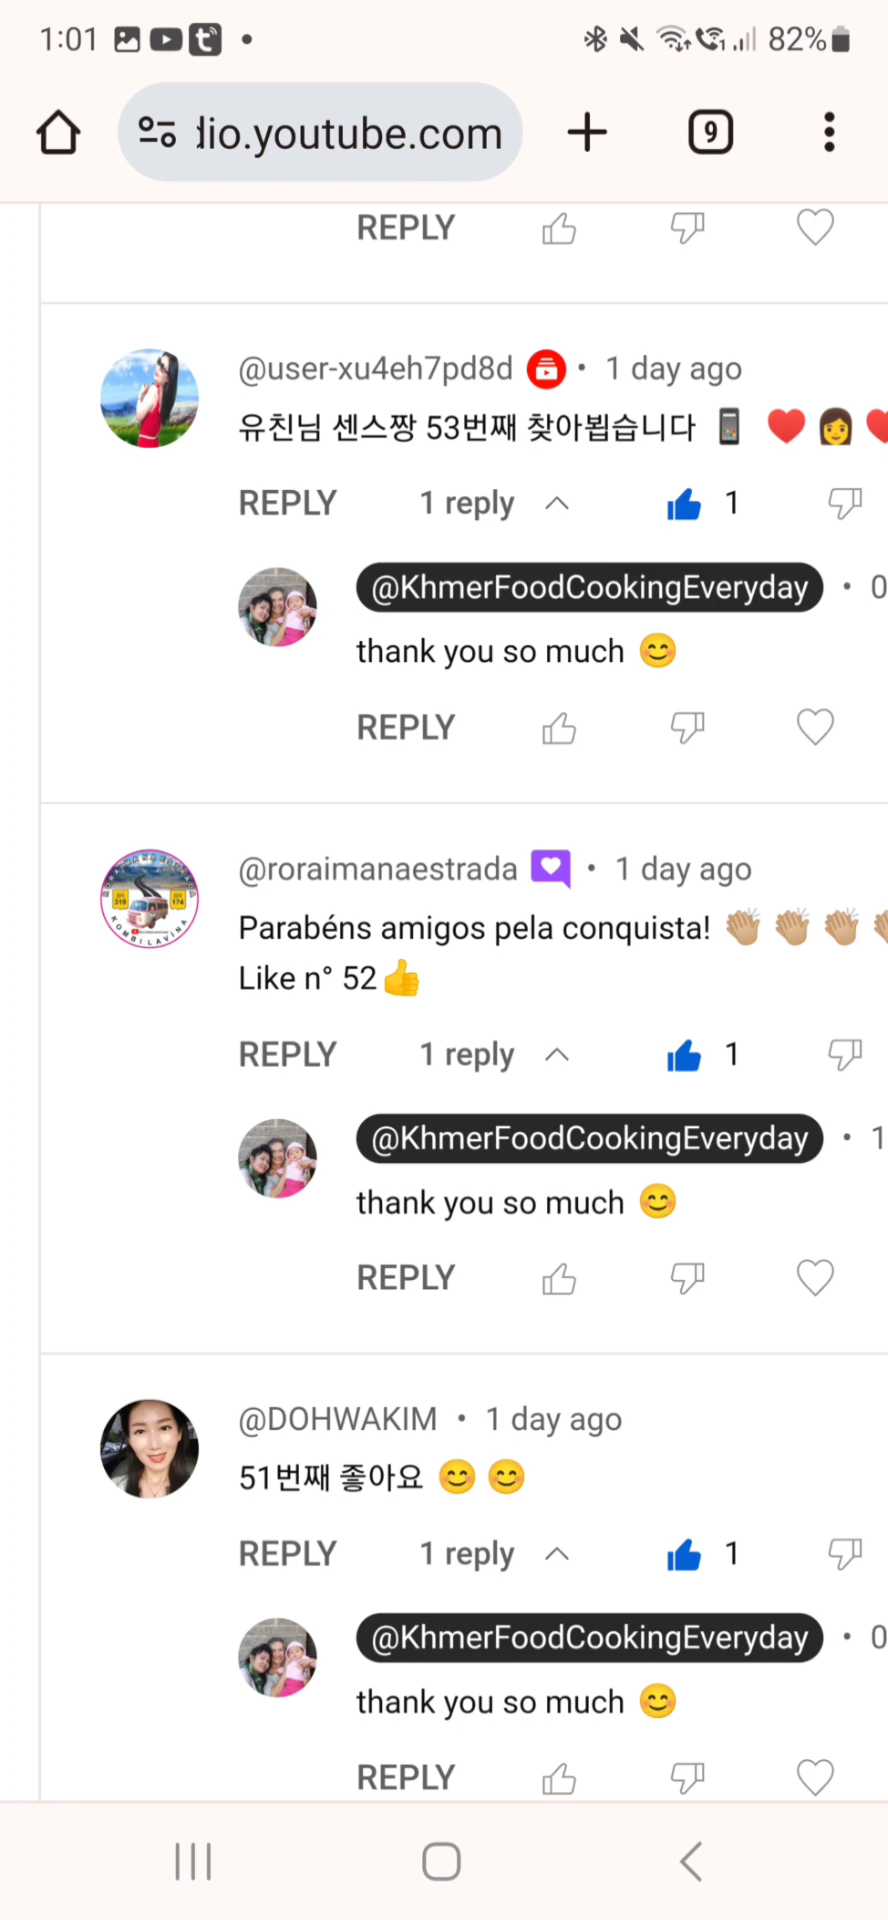 1:01
82%
dio.youtube.com
9
REPLY
@user-xu4eh7pd8d • 1 day ago
유친님 센스짱 53번째 찾아뵙습니다 📱 ❤️ 👩 ❤️
REPLY 1 reply 1
@KhmerFoodCookingEveryday • 0
thank you so much 😊
REPLY
@roraimanaestrada • 1 day ago
Parabéns amigos pela conquista! 👏🏼 👏🏼 👏🏼 👏🏼
Like n° 52👍
REPLY 1 reply 1
@KhmerFoodCookingEveryday • 1
thank you so much 😊
REPLY
@DOHWAKIM • 1 day ago
51번째 좋아요 😊 😊
REPLY 1 reply 1
@KhmerFoodCookingEveryday • 0
thank you so much 😊
REPLY